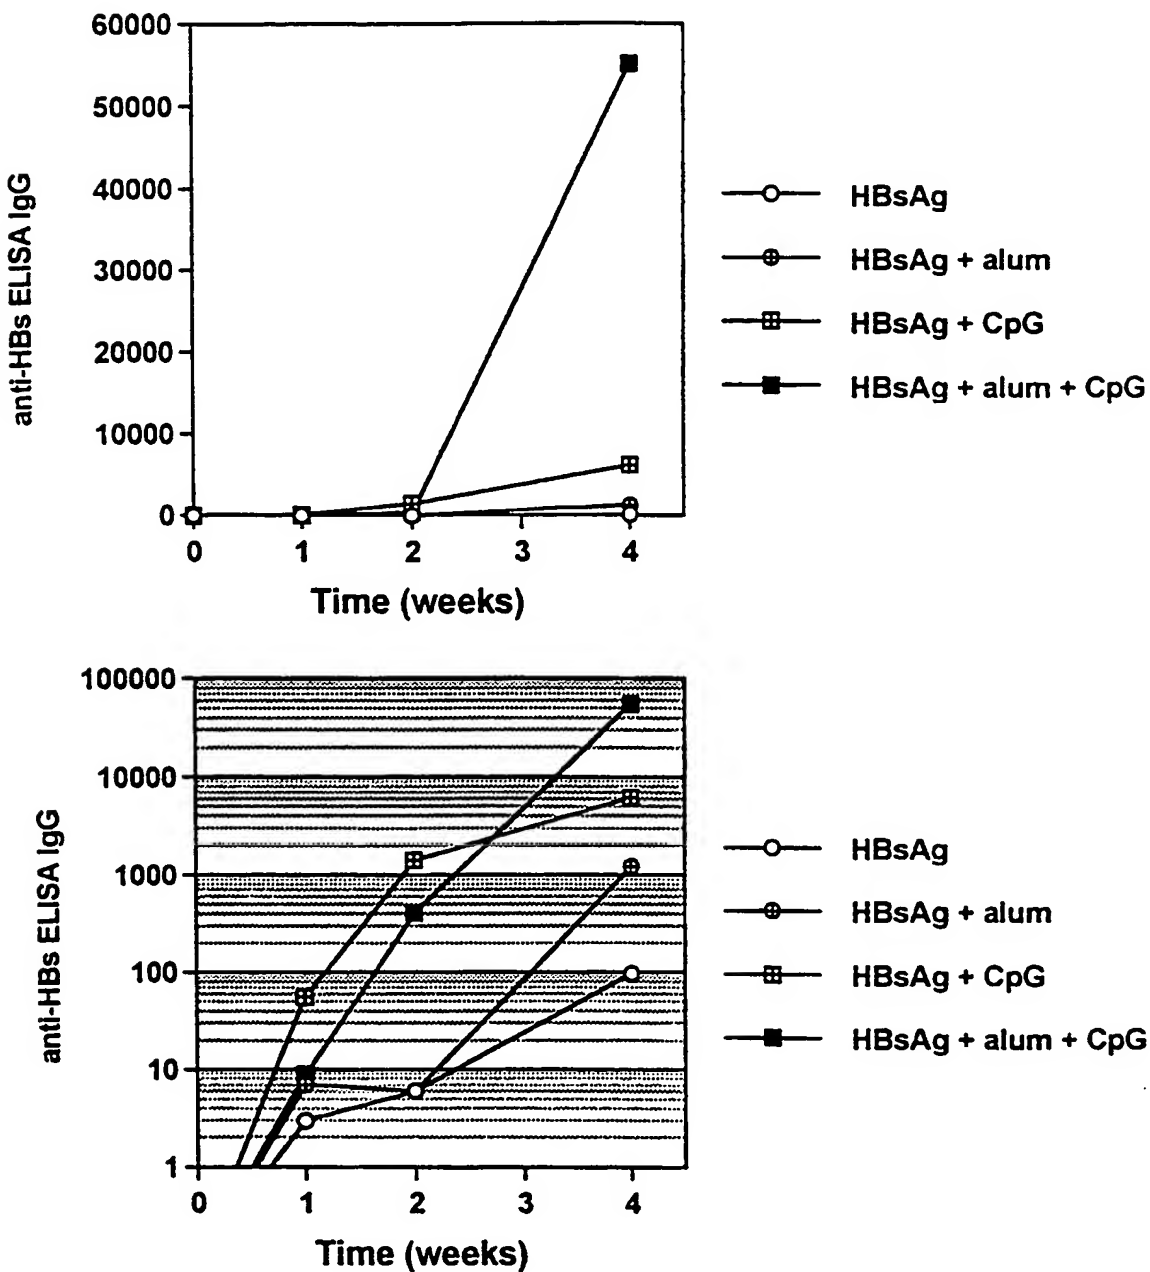 60000
50000
40000
30000
20000
10000
0
anti-HBs ELISA IgG
0 1 2 3 4
Time (weeks)
HBsAg
HBsAg + alum
HBsAg + CpG
HBsAg + alum + CpG
100000
10000
1000
100
10
1
anti-HBs ELISA IgG
0 1 2 3 4
Time (weeks)
HBsAg
HBsAg + alum
HBsAg + CpG
HBsAg + alum + CpG